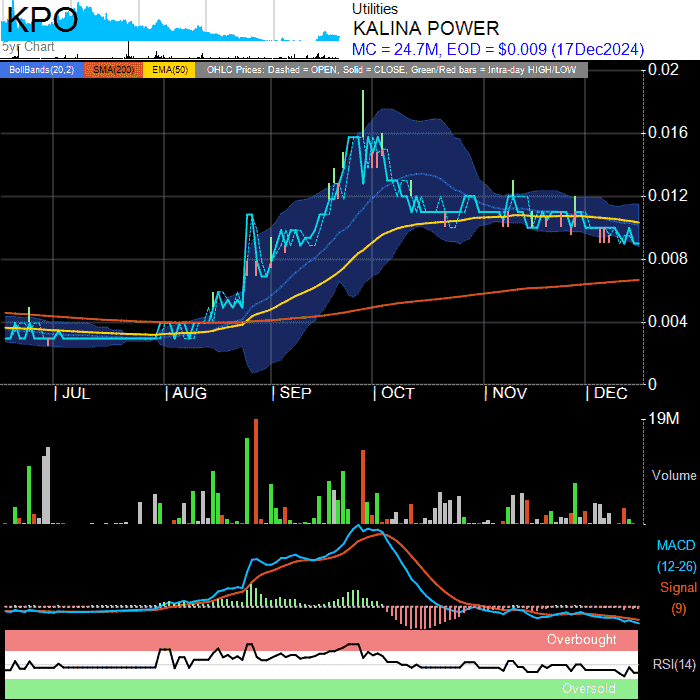 KPO
5yr Chart
Utilities
KALINA POWER
MC = 24.7M, EOD = $0.009 (17Dec2024)
BollBands(20,2) SMA(200) EMA(50) OHLC Prices: Dashed = OPEN, Solid = CLOSE, Green/Red bars = Intra-day HIGH/LOW
0.02
0.016
0.012
0.008
0.004
0
| JUL | AUG | SEP | OCT | NOV | DEC
19M
Volume
MACD
(12-26)
Signal
(9)
Overbought
RSI(14)
Oversold